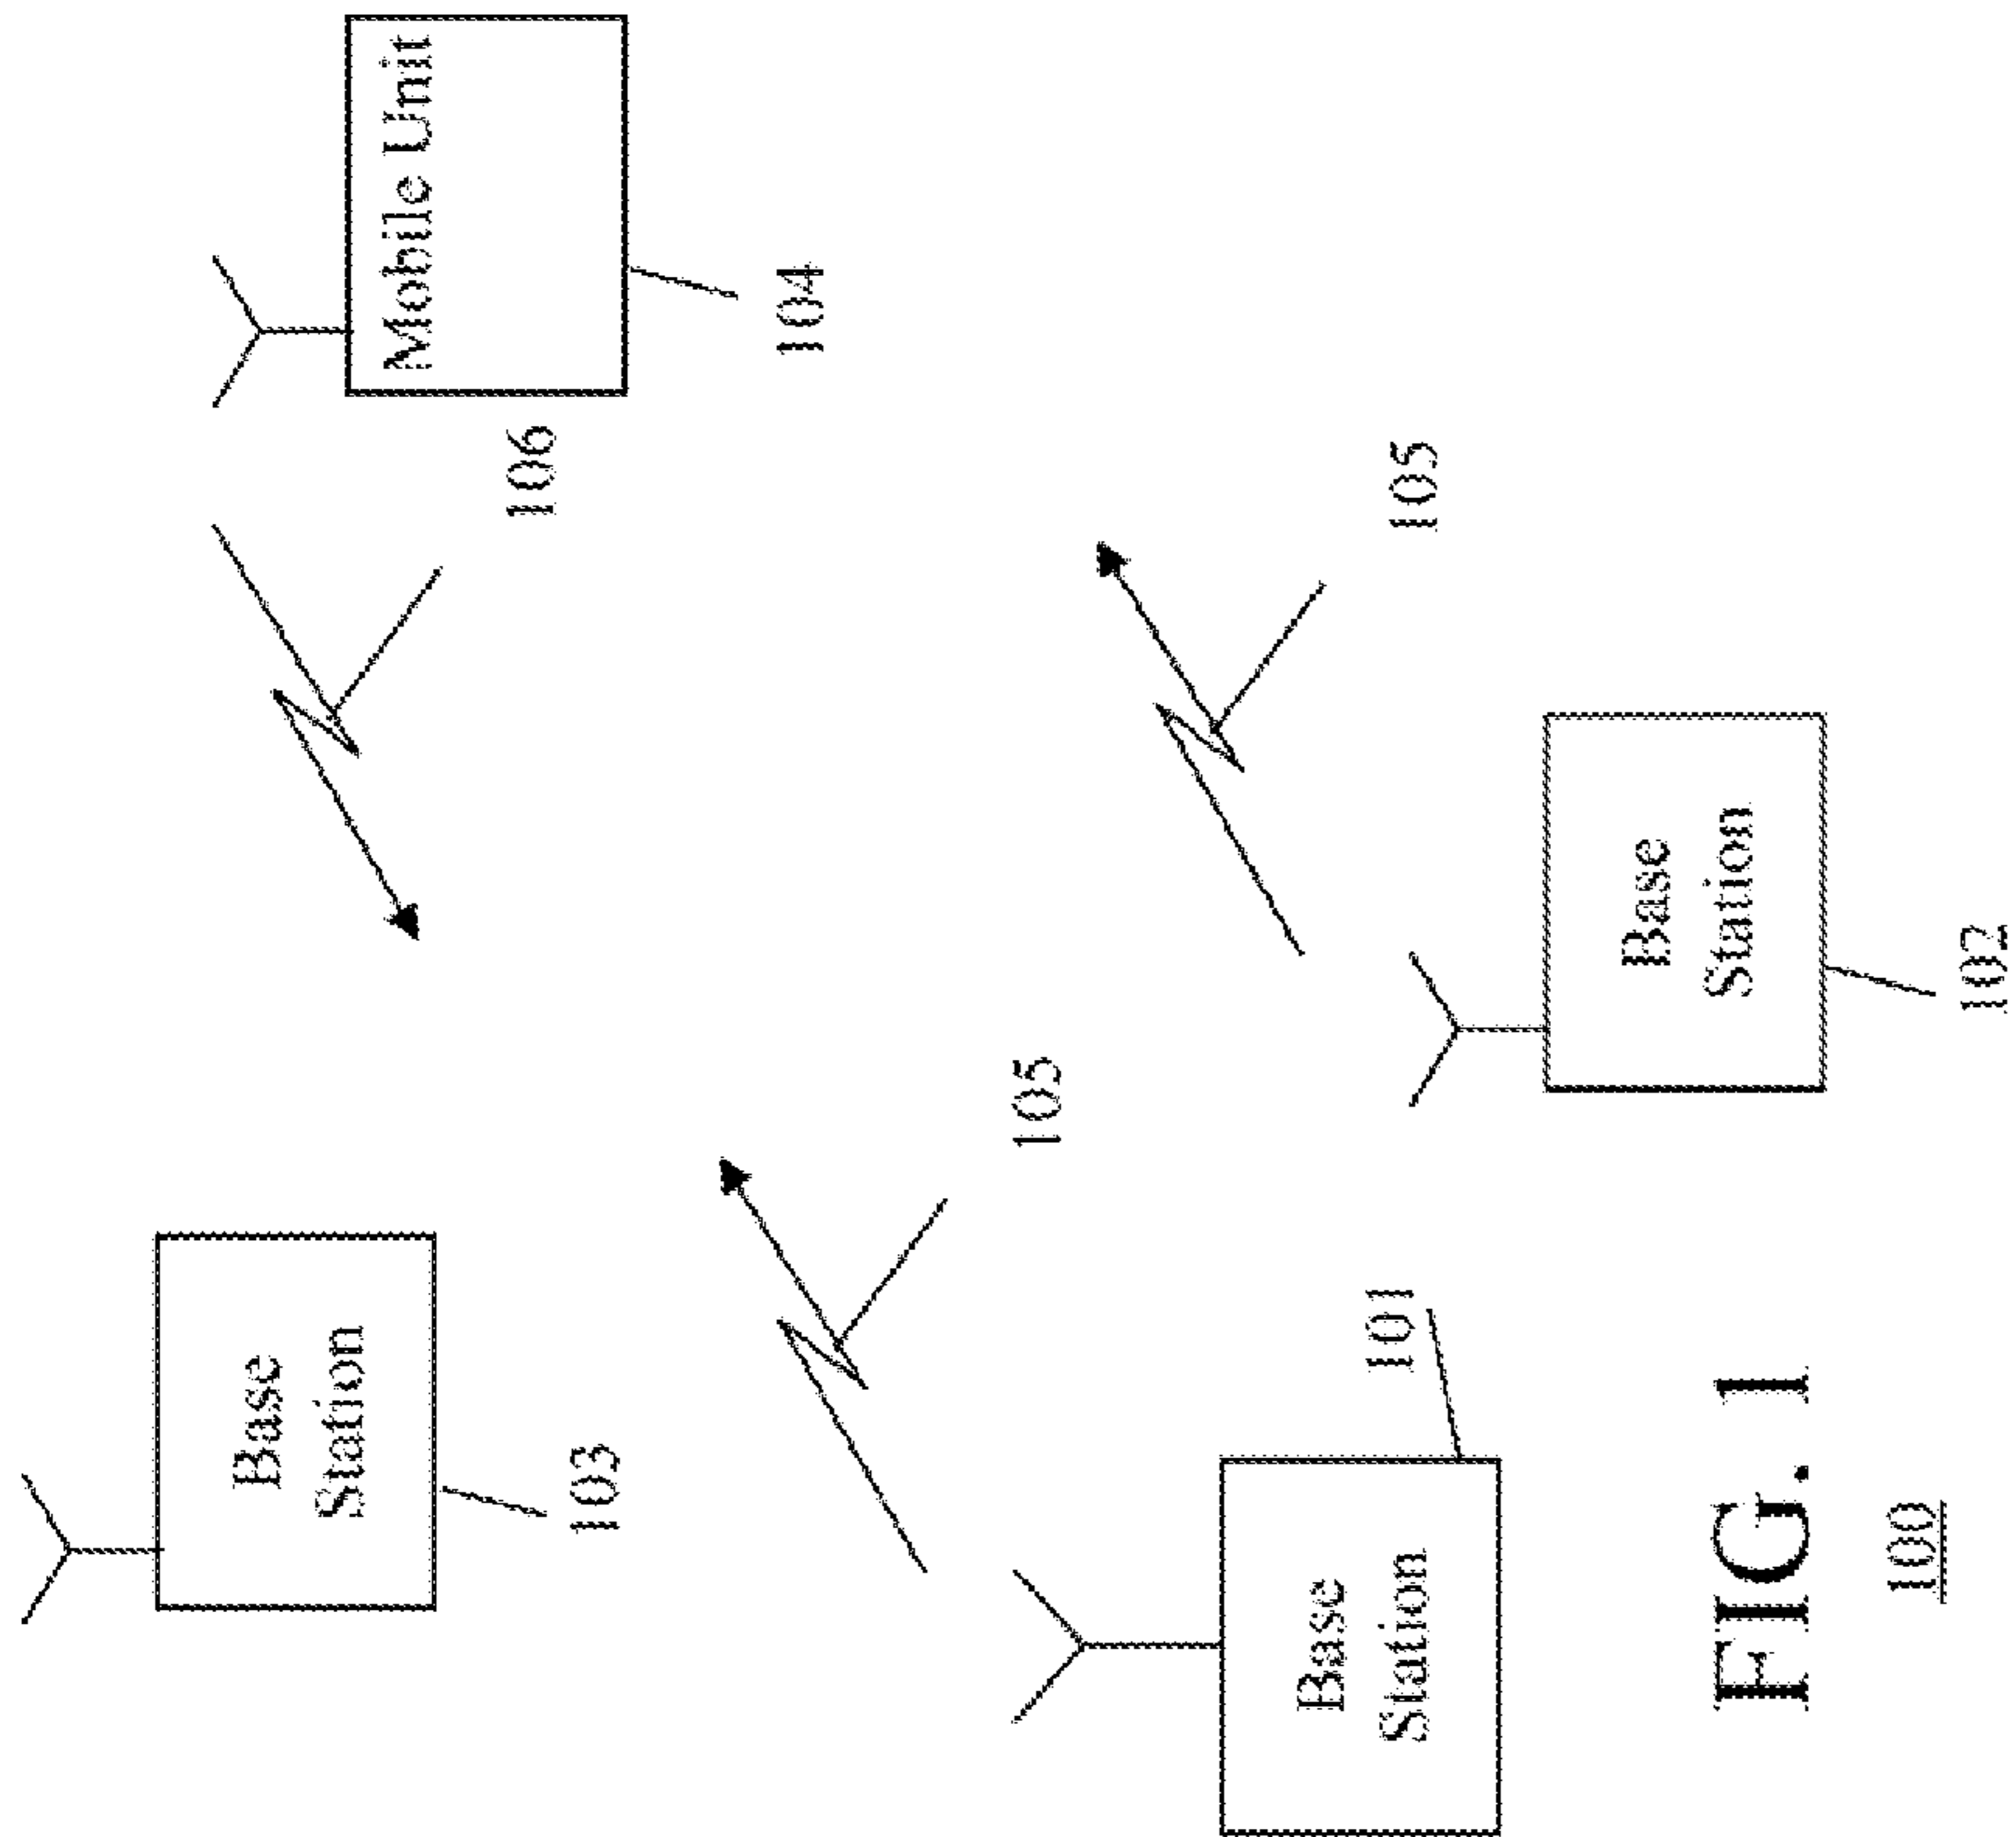 Base
Station
103
Mobile Unit
106
104
105
Base
Station
101
105
Base
Station
102
FIG. 1
100